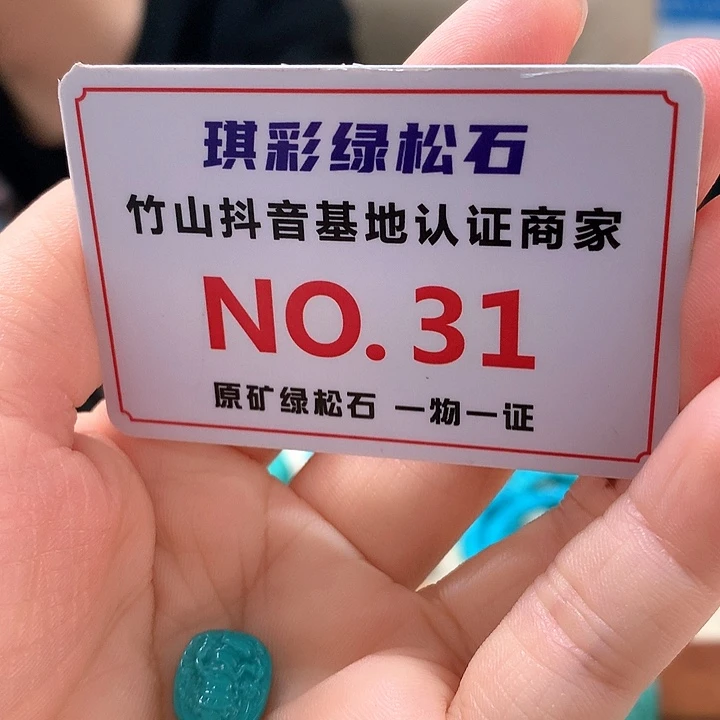 琪彩绿松石
竹山抖音基地认证商家
NO.31
原矿绿松石 一物一证